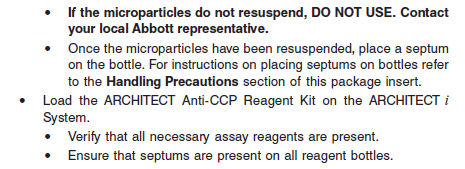 • If the microparticles do not resuspend, DO NOT USE. Contact
your local Abbott representative.
• Once the microparticles have been resuspended, place a septum
on the bottle. For instructions on placing septums on bottles refer
to the Handling Precautions section of this package insert.
• Load the ARCHITECT Anti-CCP Reagent Kit on the ARCHITECT i
System.
• Verify that all necessary assay reagents are present.
• Ensure that septums are present on all reagent bottles.